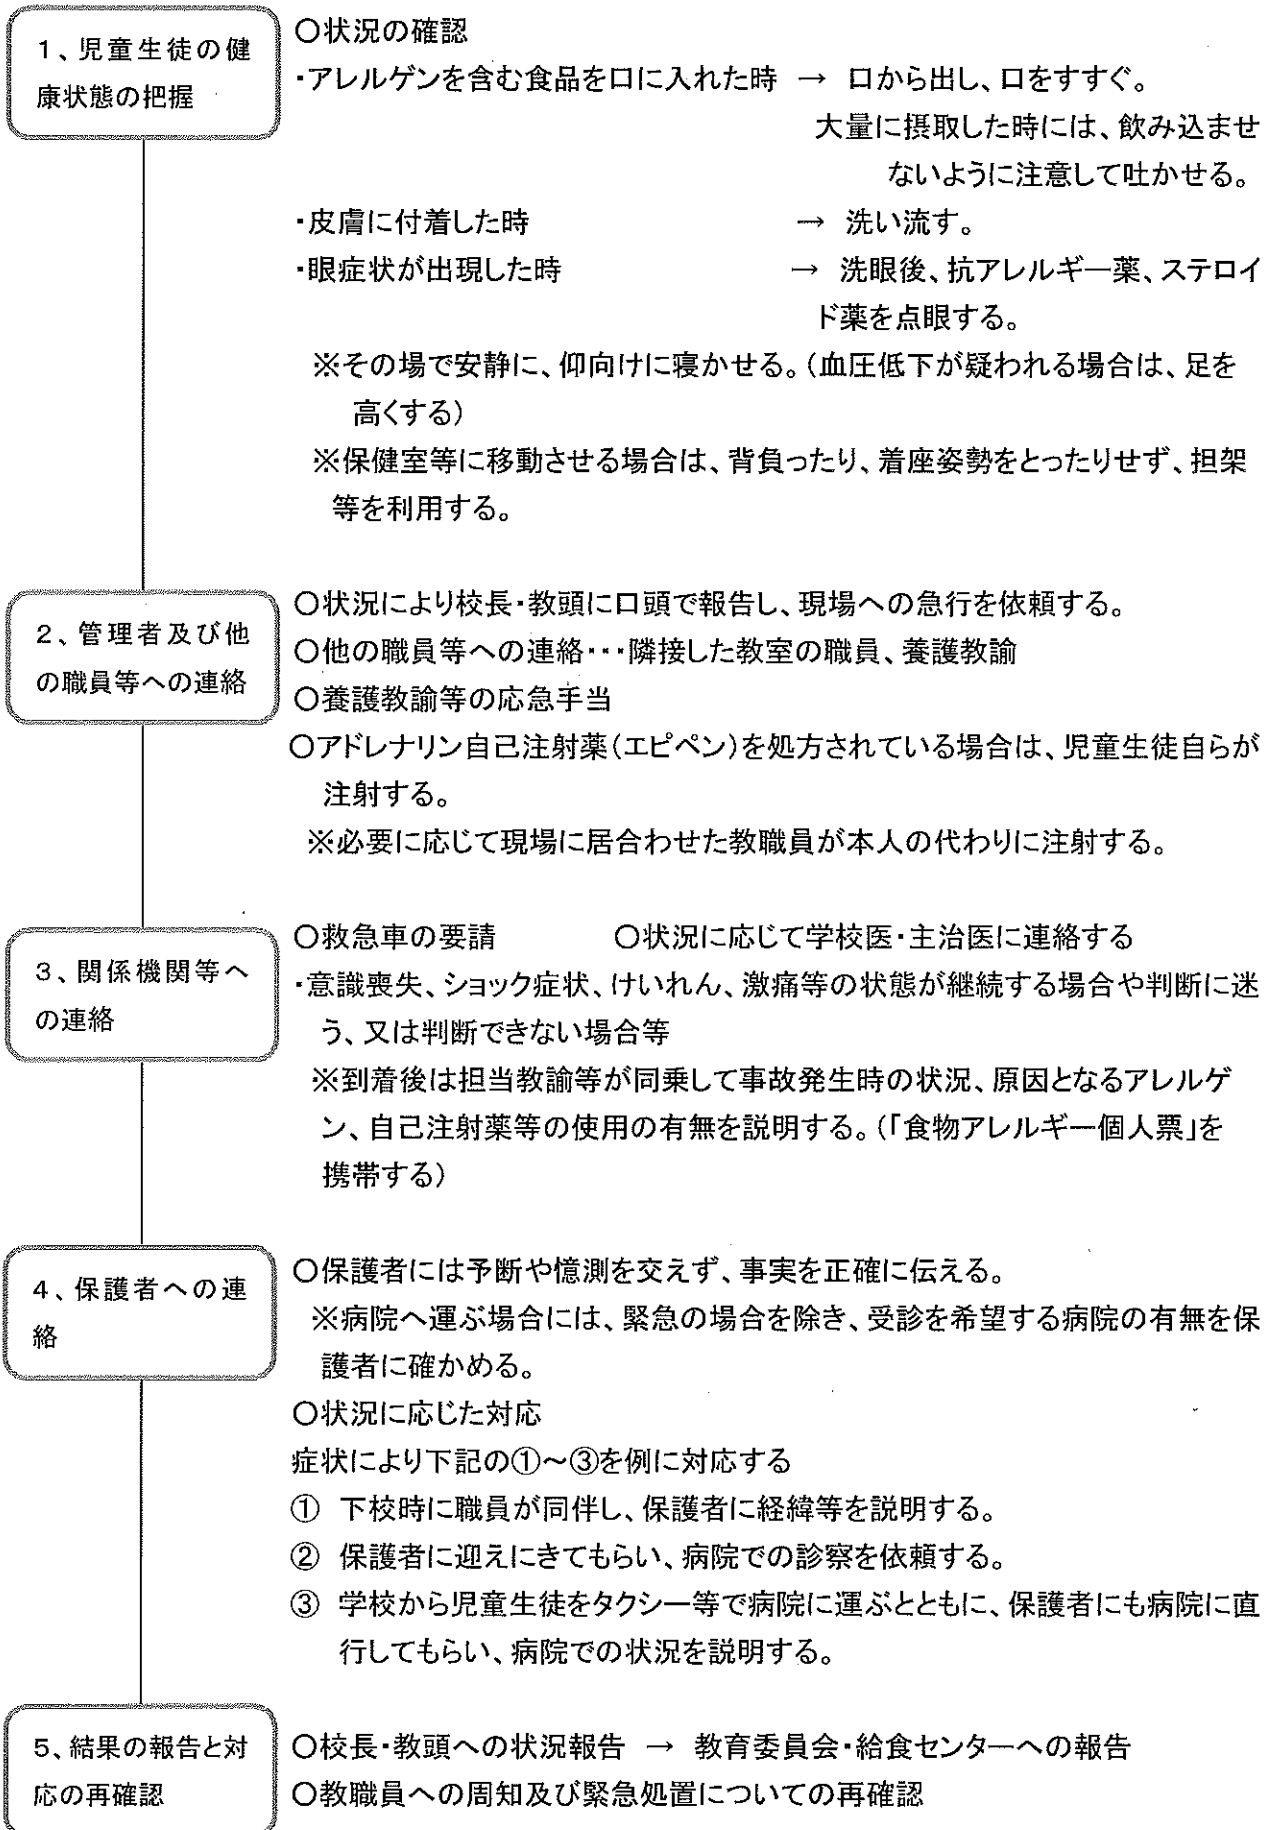 1、児童生徒の健
康状態の把握
〇状況の確認
・アレルゲンを含む食品を口に入れた時 → 口から出し、口をすすぐ。
大量に摂取した時には、飲み込ませ
ないように注意して吐かせる。
・皮膚に付着した時 → 洗い流す。
・眼症状が出現した時 → 洗眼後、抗アレルギー薬、ステロイ
ド薬を点眼する。
※その場で安静に、仰向けに寝かせる。(血圧低下が疑われる場合は、足を
高くする)
※保健室等に移動させる場合は、背負ったり、着座姿勢をとったりせず、担架
等を利用する。
2、管理者及び他
の職員等への連絡
〇状況により校長・教頭に口頭で報告し、現場への急行を依頼する。
〇他の職員等への連絡・・・隣接した教室の職員、養護教諭
〇養護教諭等の応急手当
〇アドレナリン自己注射薬(エピペン)を処方されている場合は、児童生徒自らが
注射する。
※必要に応じて現場に居合わせた教職員が本人の代わりに注射する。
3、関係機関等へ
の連絡
〇救急車の要請 〇状況に応じて学校医・主治医に連絡する
・意識喪失、ショック症状、けいれん、激痛等の状態が継続する場合や判断に迷
う、又は判断できない場合等
※到着後は担当教諭等が同乗して事故発生時の状況、原因となるアレルゲ
ン、自己注射薬等の使用の有無を説明する。(「食物アレルギー個人票」を
携帯する)
4、保護者への連
絡
〇保護者には予断や憶測を交えず、事実を正確に伝える。
※病院へ運ぶ場合には、緊急の場合を除き、受診を希望する病院の有無を保
護者に確かめる。
〇状況に応じた対応
症状により下記の①~③を例に対応する
① 下校時に職員が同伴し、保護者に経緯等を説明する。
② 保護者に迎えにきてもらい、病院での診察を依頼する。
③ 学校から児童生徒をタクシー等で病院に運ぶとともに、保護者にも病院に直
行してもらい、病院での状況を説明する。
5、結果の報告と対
応の再確認
〇校長・教頭への状況報告 → 教育委員会・給食センターへの報告
〇教職員への周知及び緊急処置についての再確認